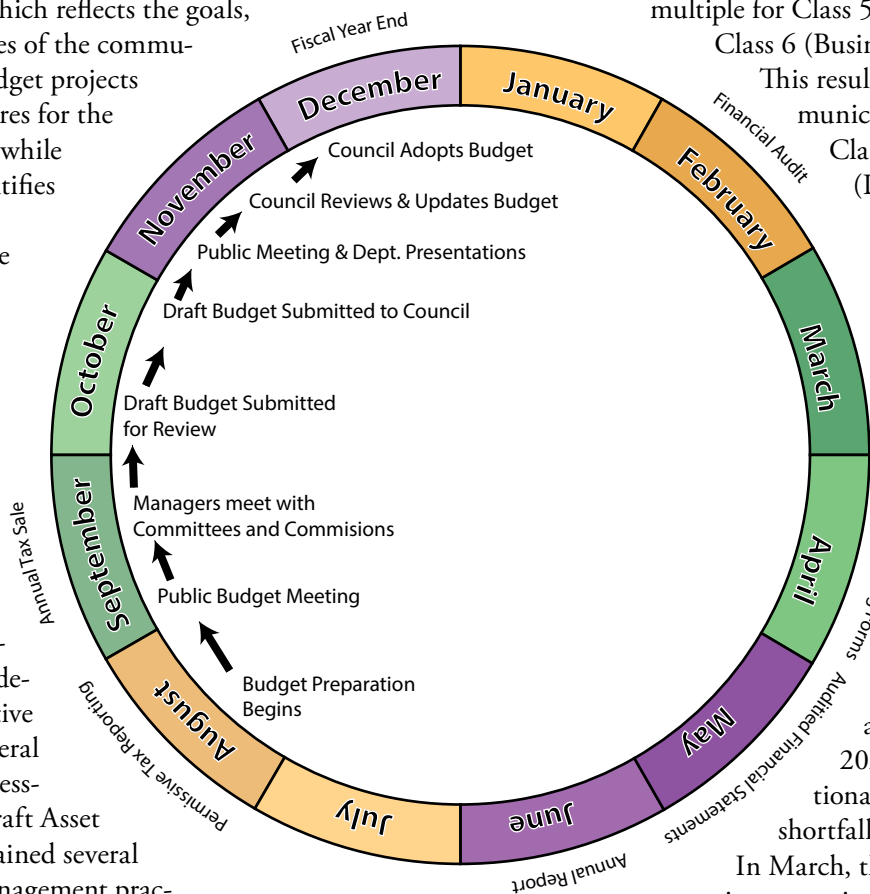 hich reflects the goals,
es of the commu-
dget projects
res for the
while
tifies
e
multiple for Class 5
Class 6 (Busin
This resul
munic
Cla
(D
Fiscal Year End
December
January
Financial Audit
November
February
Council Adopts Budget
Council Reviews & Updates Budget
Public Meeting & Dept. Presentations
Draft Budget Submitted to Council
October
March
Draft Budget Submitted
for Review
Managers meet with
Committees and Commisions
Annual Tax Sale
September
April
Public Budget Meeting
Forms
Budget Preparation
Begins
August
Permissive Tax Reporting
May
Audited Financial Statements
July
June
Annual Report
-
de-
tive
eral
ess-
raft Asset
ained several
nagement prac-
a
20
tiona
shortfall
In March, th